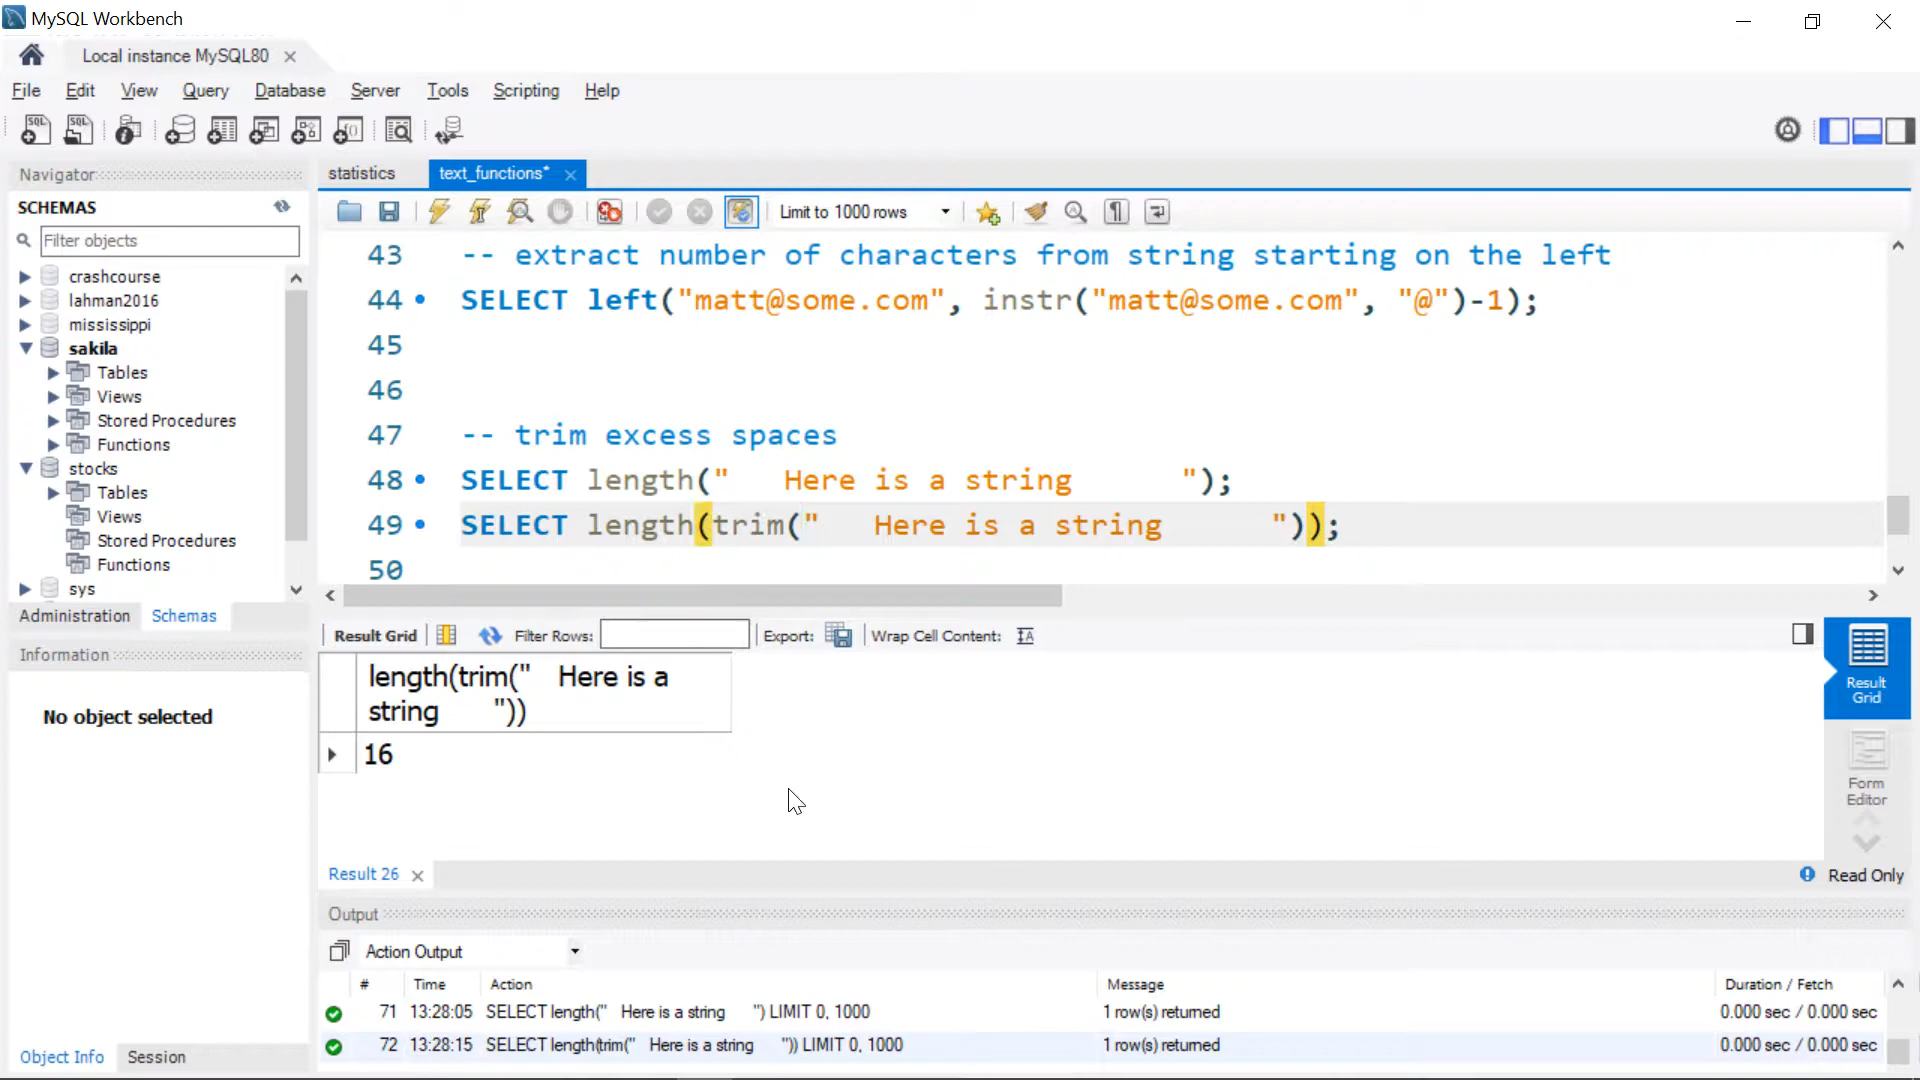 MySQL Workbench
Local instance MySQL80
File Edit View Query Database Server Tools Scripting Help
Navigator
SCHEMAS
Filter objects
crashcourse
lahman2016
mississippi
sakila
Tables
Views
Stored Procedures
Functions
stocks
Tables
Views
Stored Procedures
Functions
sys
Administration Schemas
Information
No object selected
Object Info Session
statistics text_functions*
Limit to 1000 rows
43 -- extract number of characters from string starting on the left
44 SELECT left("matt@some.com", instr("matt@some.com", "@")-1);
45
46
47 -- trim excess spaces
48 SELECT length("   Here is a string      ");
49 SELECT length(trim("   Here is a string      "));
50
Result Grid Filter Rows: Export: Wrap Cell Content:
length(trim("   Here is a
string      "))
16
Result
Grid
Form
Editor
Result 26
Read Only
Output
Action Output
# Time Action Message Duration / Fetch
71 13:28:05 SELECT length("   Here is a string      ") LIMIT 0, 1000 1 row(s) returned 0.000 sec / 0.000 sec
72 13:28:15 SELECT length(trim("   Here is a string      ")) LIMIT 0, 1000 1 row(s) returned 0.000 sec / 0.000 sec